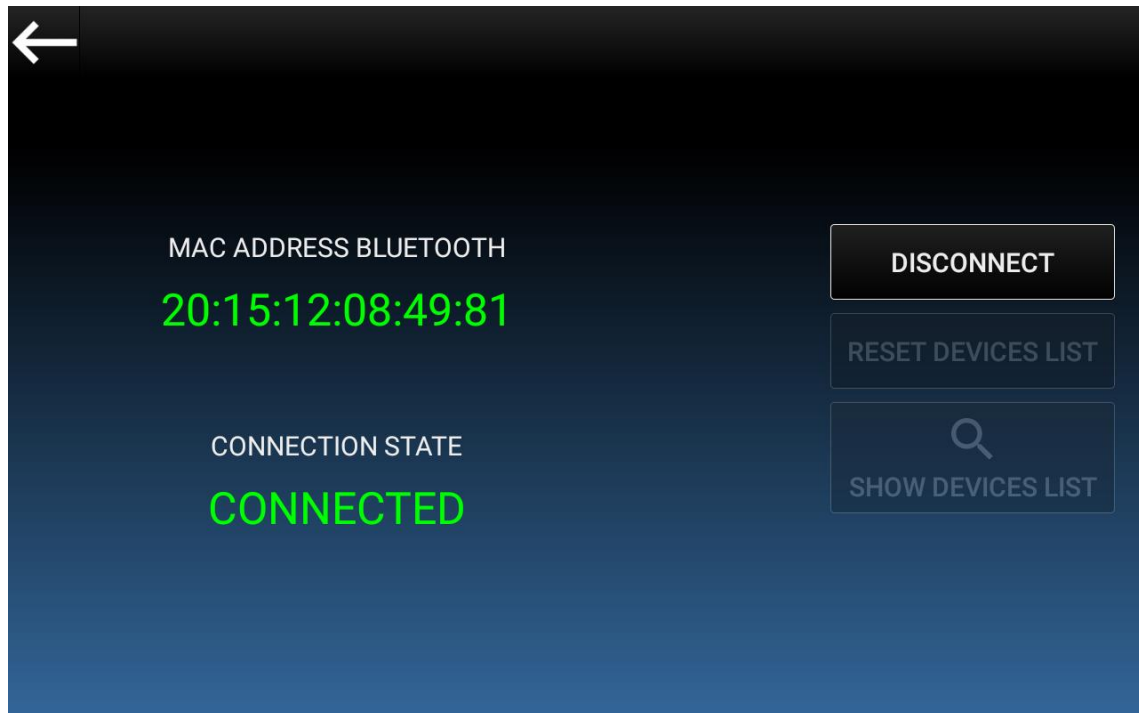 MAC ADDRESS BLUETOOTH
20:15:12:08:49:81
CONNECTION STATE
CONNECTED
DISCONNECT
RESET DEVICES LIST
SHOW DEVICES LIST